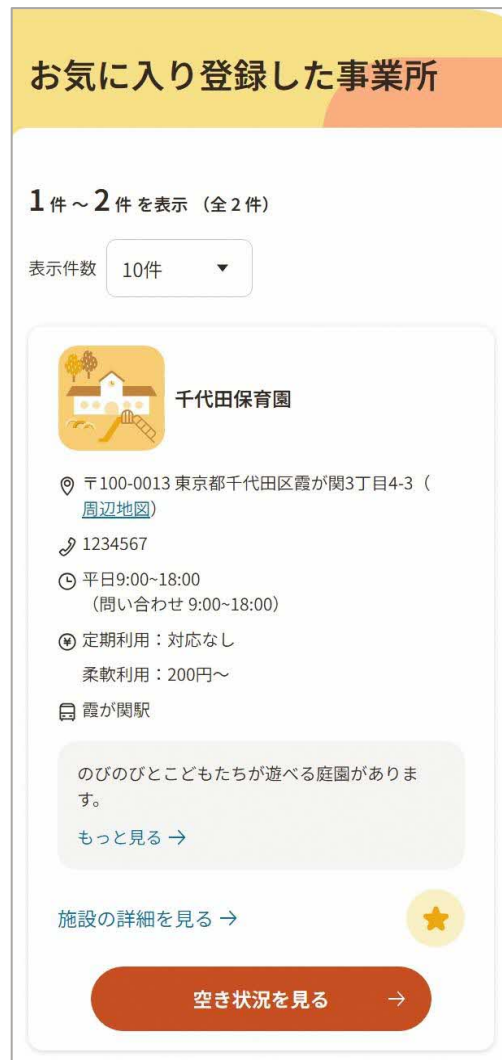 お気に入り登録した事業所
1件～2件を表示（全2件）
表示件数 10件
千代田保育園
〒100-0013 東京都千代田区霞が関3丁目4-3（
周辺地図）
1234567
平日9:00~18:00
（問い合わせ 9:00~18:00）
定期利用：対応なし
柔軟利用：200円～
霞が関駅
のびのびとこどもたちが遊べる庭園がありま
す。
もっと見る →
施設の詳細を見る →
空き状況を見る →